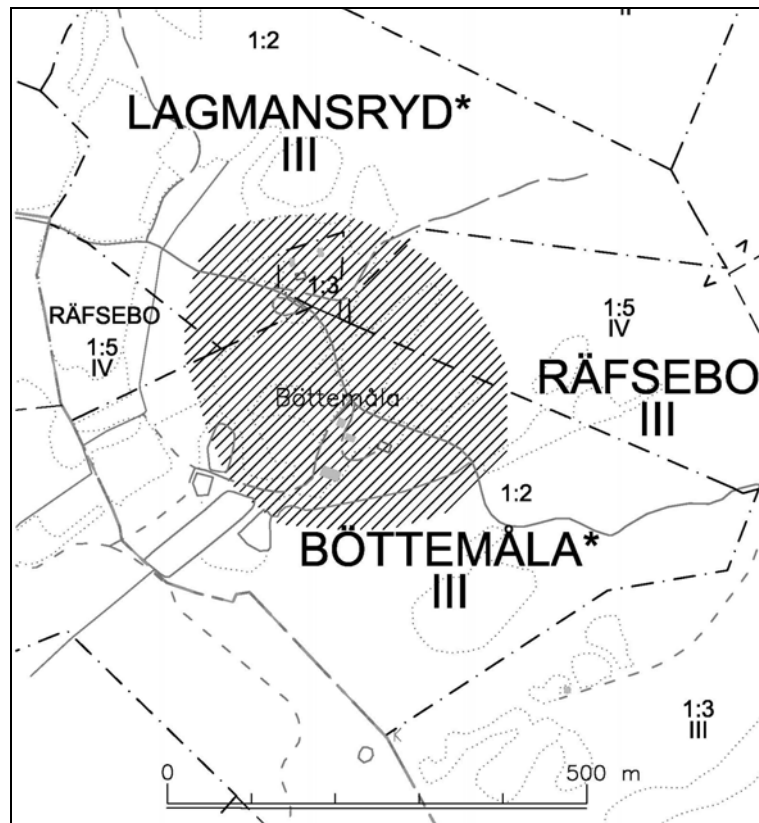 1:2
LAGMANSRYD*
III
1:3
II
RÄFSEBO
1:5
IV
1:5
IV
RÄFSEBO
III
Böttemåla
1:2
BÖTTEMÅLA*
III
1:3
III
K
0 500 m